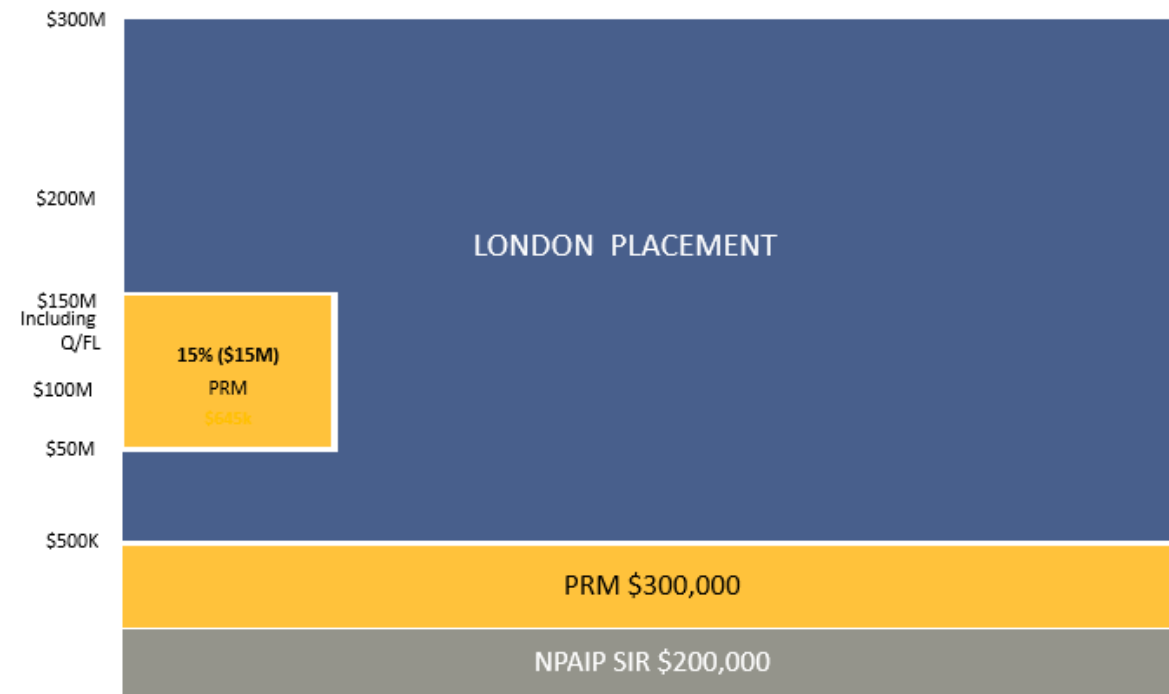 $300M
$200M
LONDON PLACEMENT
$150M
Including
Q/FL
15% ($15M)
PRM
$645k
$100M
$50M
$500K
PRM $300,000
NPAIP SIR $200,000